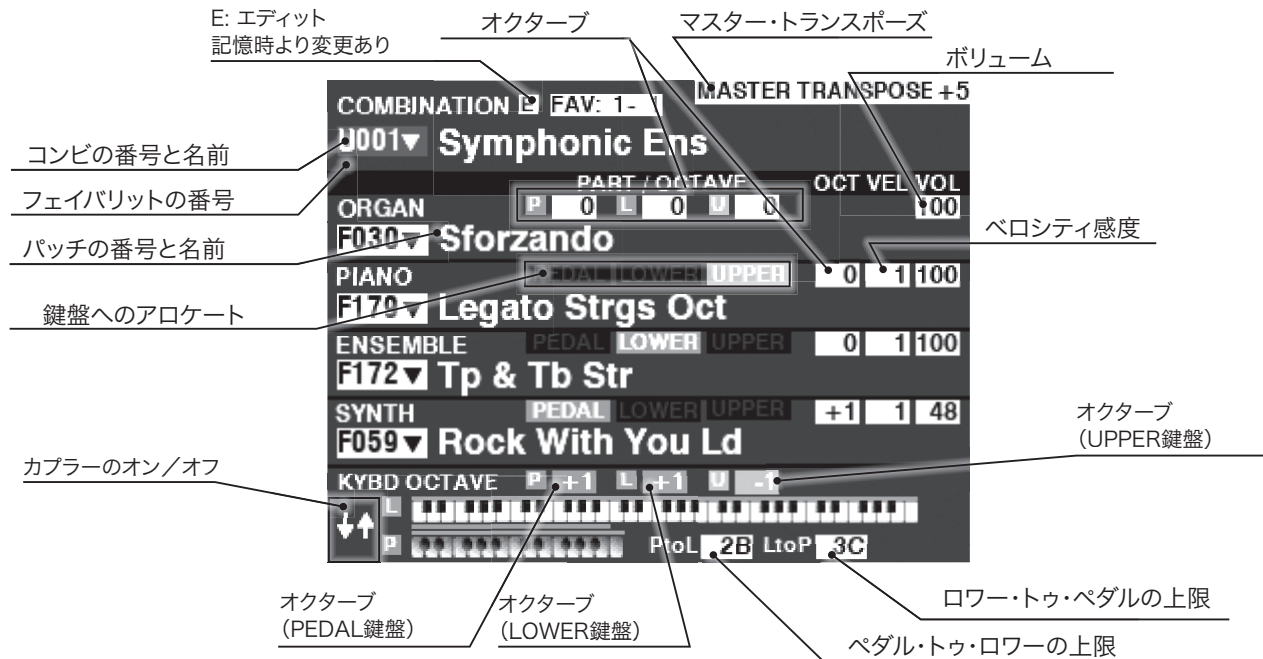 E: エディット
記憶時より変更あり
オクターブ
マスター・トランスポーズ
ボリューム
MASTER TRANSPOSE +5
COMBINATION E FAV: 1- 1
U001▼ Symphonic Ens
コンビの番号と名前
フェイバリットの番号
PART / OCTAVE OCT VEL VOL
ORGAN P 0 L 0 U 0 100
F030▼ Sforzando
パッチの番号と名前
ベロシティ感度
PIANO PEDAL LOWER UPPER 0 1 100
F170▼ Legato Strgs Oct
鍵盤へのアロケート
ENSEMBLE PEDAL LOWER UPPER 0 1 100
F172▼ Tp & Tb Str
SYNTH PEDAL LOWER UPPER +1 1 48
F059▼ Rock With You Ld
オクターブ
（UPPER鍵盤）
カプラーのオン／オフ
KYBD OCTAVE P +1 L +1 U -1
L
↓↑
P PtoL 2B LtoP 3C
オクターブ
（PEDAL鍵盤）
オクターブ
（LOWER鍵盤）
ロワー・トゥ・ペダルの上限
ペダル・トゥ・ロワーの上限